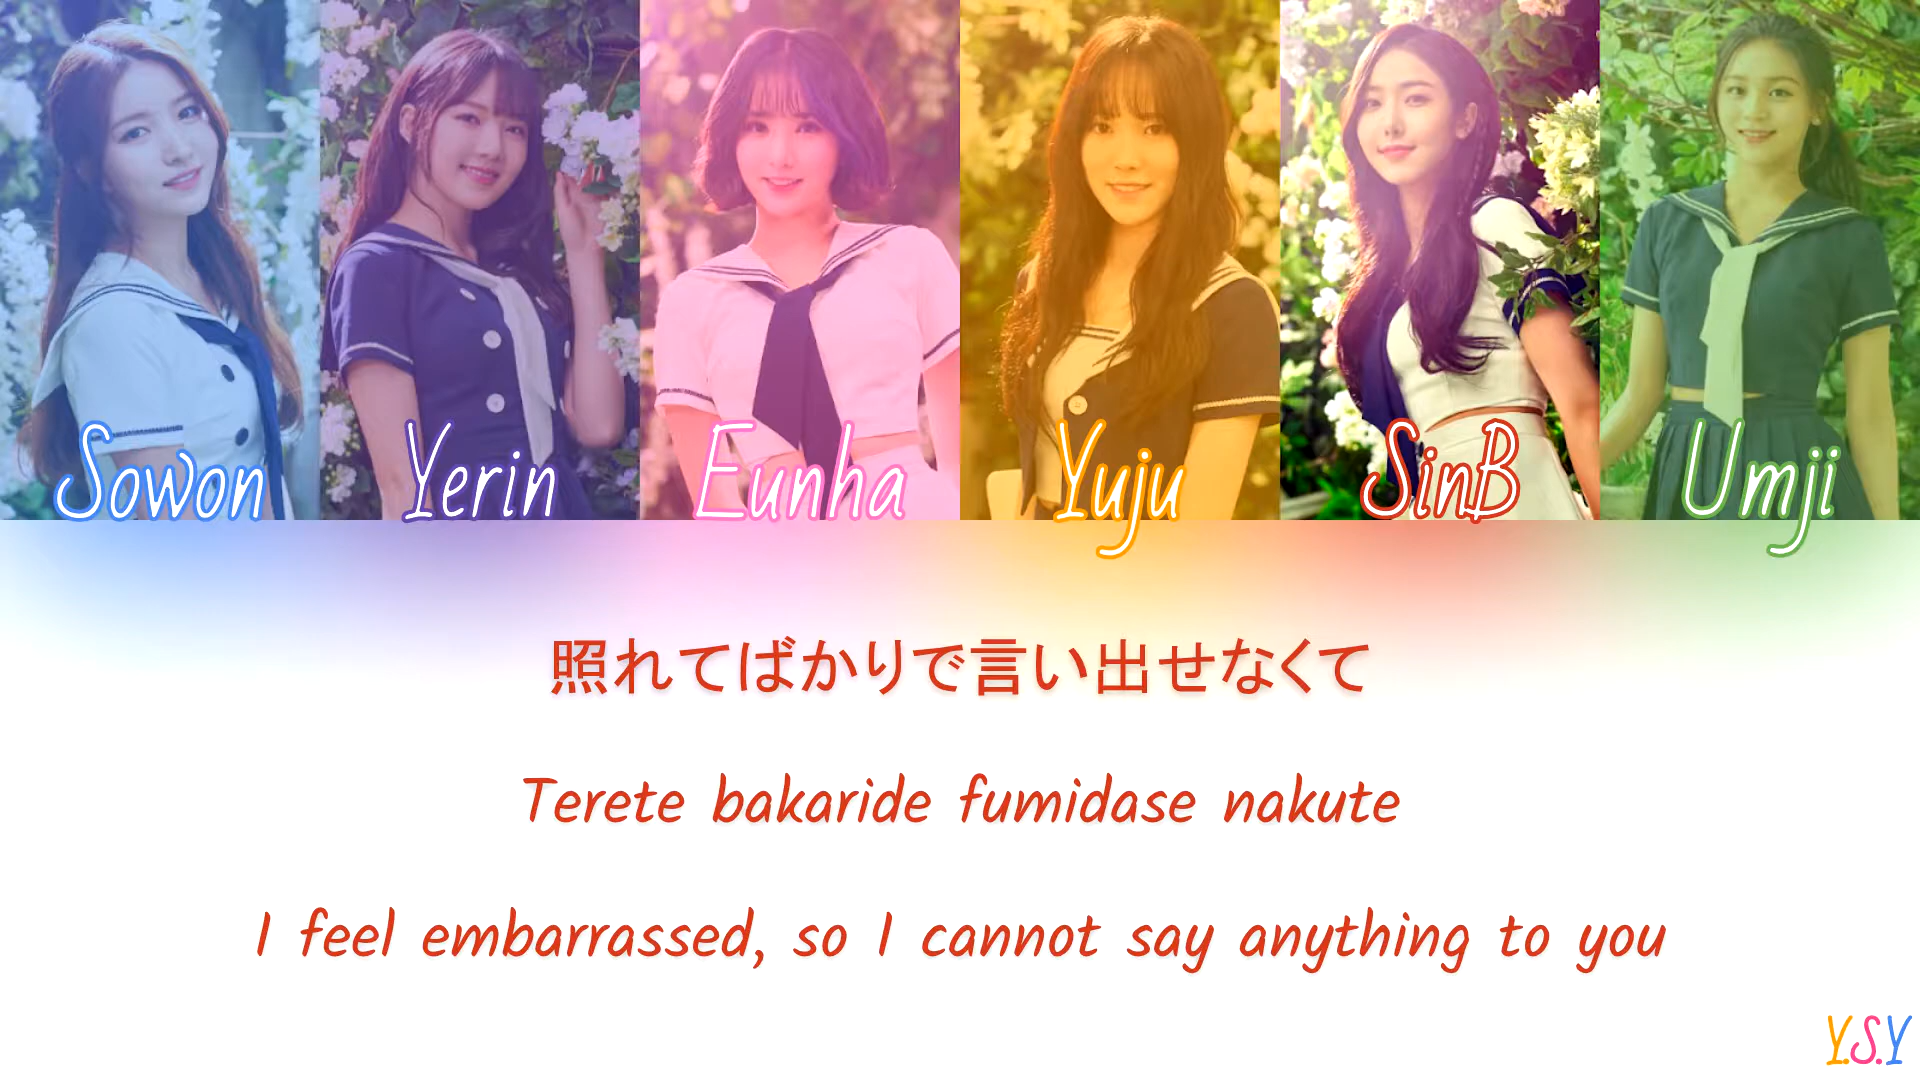 Sowon Yerin Eunha Yuju SinB Umji
照れてばかりで言い出せなくて
Terete bakaride fumidase nakute
I feel embarrassed, so I cannot say anything to you
Y.S.Y